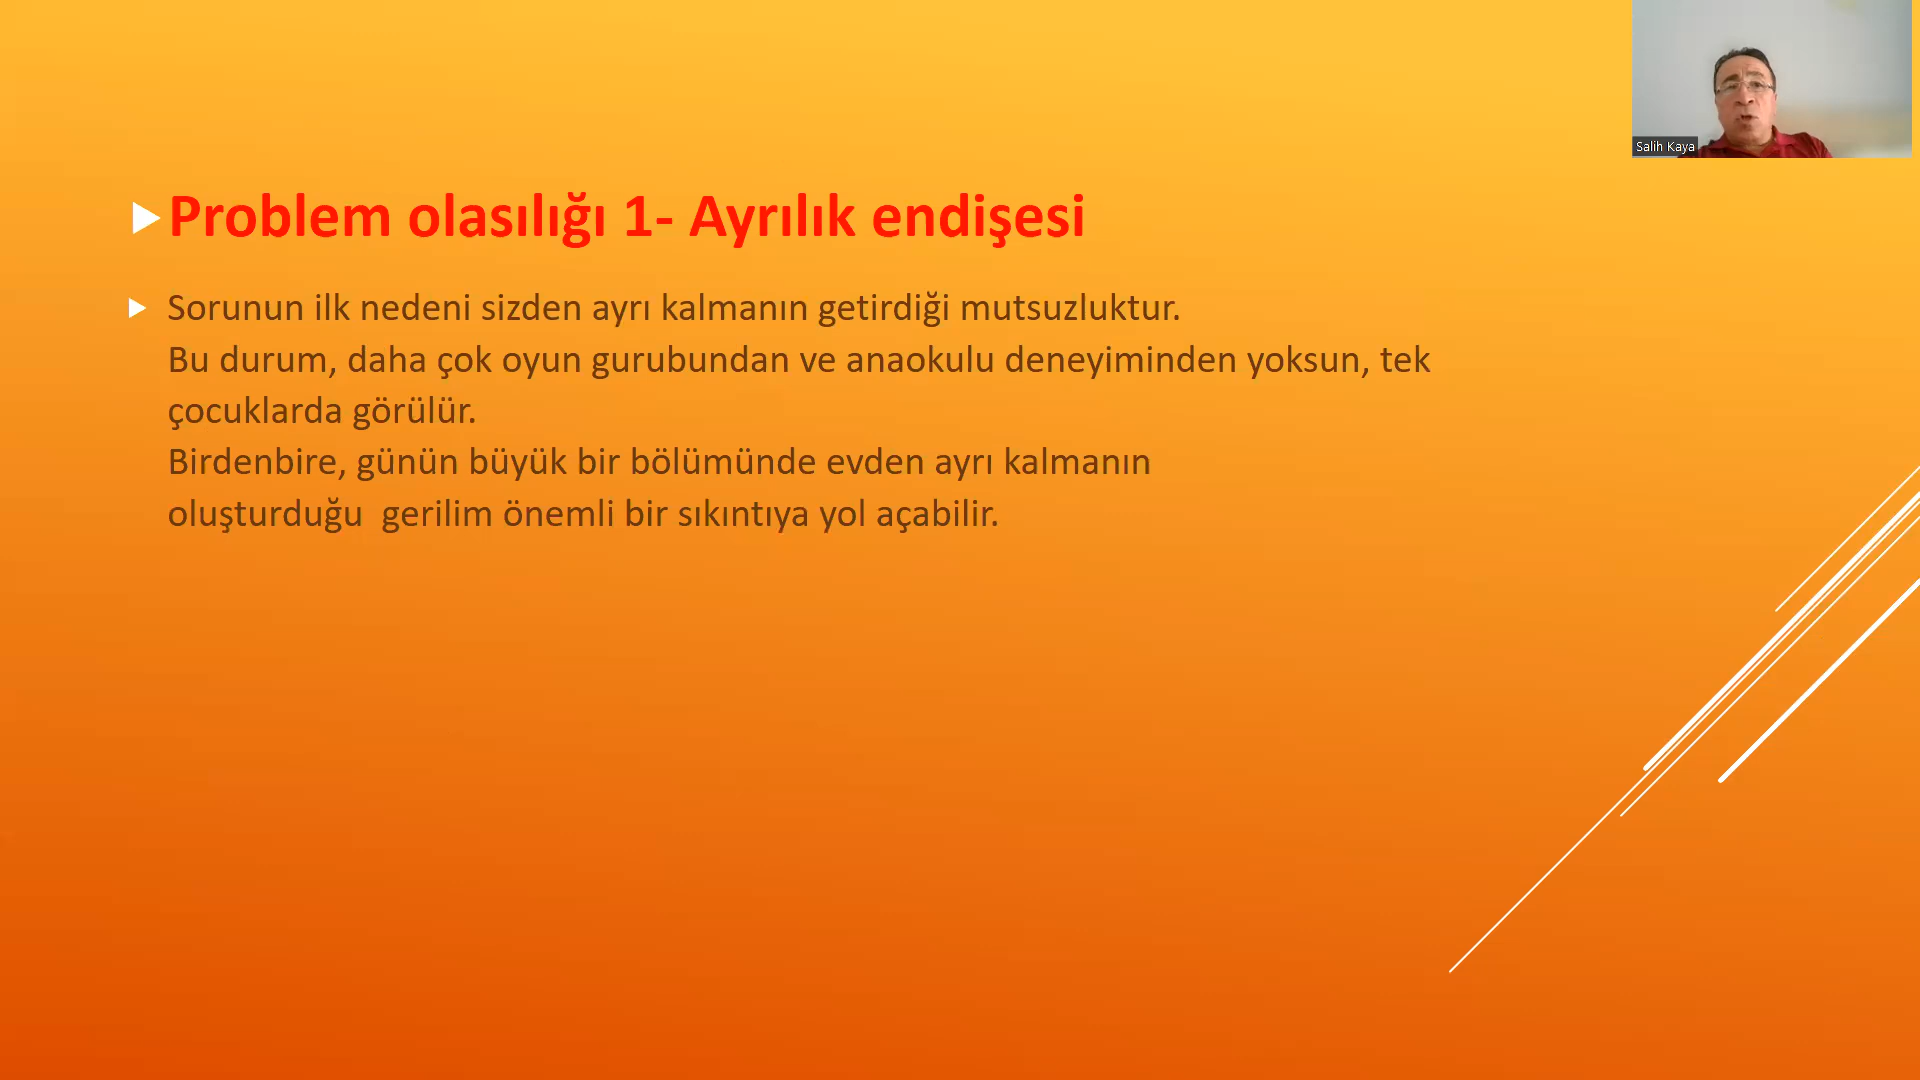 Salih Kaya
Problem olasılığı 1- Ayrılık endişesi
Sorunun ilk nedeni sizden ayrı kalmanın getirdiği mutsuzluktur.
Bu durum, daha çok oyun gurubundan ve anaokulu deneyiminden yoksun, tek
çocuklarda görülür.
Birdenbire, günün büyük bir bölümünde evden ayrı kalmanın
oluşturduğu  gerilim önemli bir sıkıntıya yol açabilir.